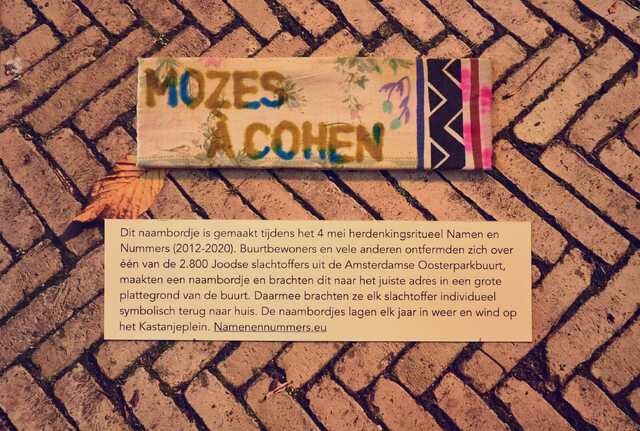 MOZES
À COHEN
Dit naambordje is gemaakt tijdens het 4 mei herdenkingsritueel Namen en
Nummers (2012-2020). Buurtbewoners en vele anderen ontfermden zich over
één van de 2.800 Joodse slachtoffers uit de Amsterdamse Oosterparkbuurt,
maakten een naambordje en brachten dit naar het juiste adres in een grote
plattegrond van de buurt. Daarmee brachten ze elk slachtoffer individueel
symbolisch terug naar huis. De naambordjes lagen elk jaar in weer en wind op
het Kastanjeplein. Namenennummers.eu